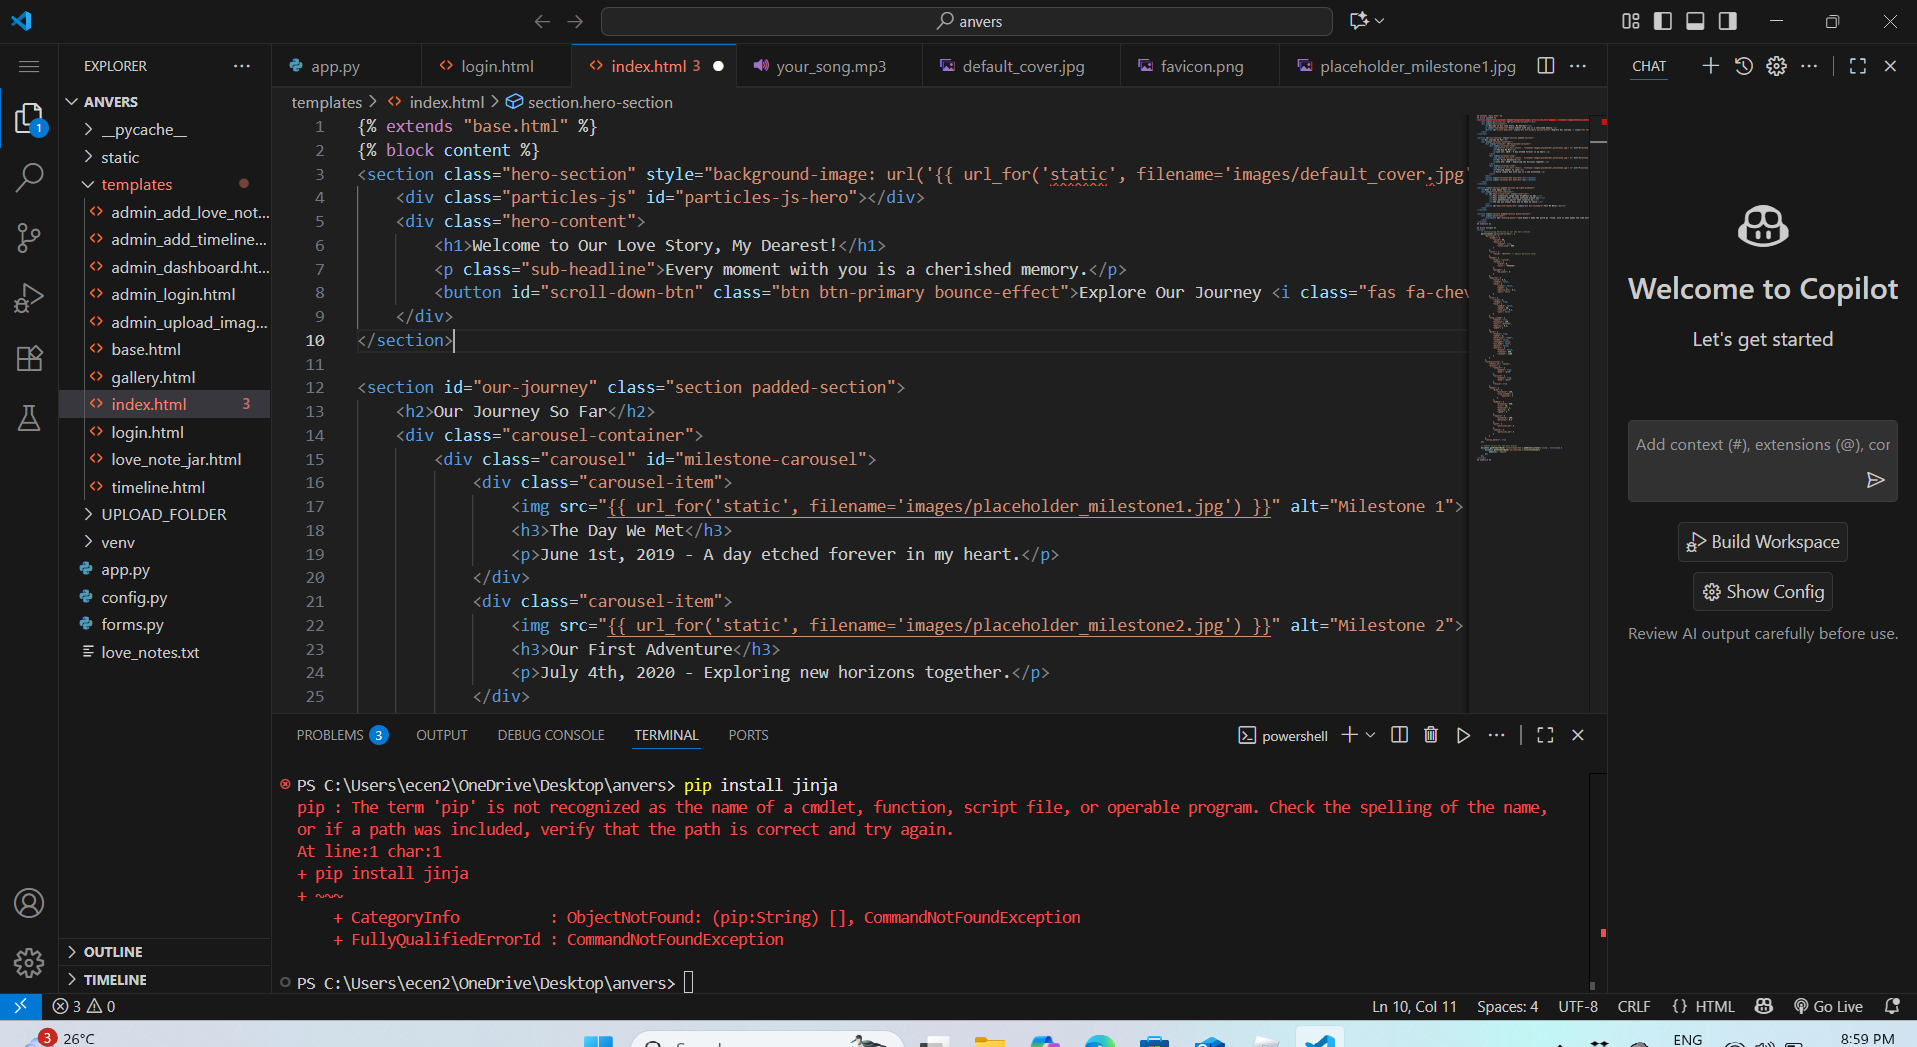 anvers
EXPLORER
ANVERS
__pycache__
static
templates
admin_add_love_not...
admin_add_timeline...
admin_dashboard.ht...
admin_login.html
admin_upload_imag...
base.html
gallery.html
index.html 3
login.html
love_note_jar.html
timeline.html
UPLOAD_FOLDER
venv
app.py
config.py
forms.py
love_notes.txt
OUTLINE
TIMELINE
1
app.py
login.html
index.html 3
your_song.mp3
default_cover.jpg
favicon.png
placeholder_milestone1.jpg
templates > index.html > section.hero-section
1 {% extends "base.html" %}
2 {% block content %}
3 <section class="hero-section" style="background-image: url('{{ url_for('static', filename='images/default_cover.jpg'
4 <div class="particles-js" id="particles-js-hero"></div>
5 <div class="hero-content">
6 <h1>Welcome to Our Love Story, My Dearest!</h1>
7 <p class="sub-headline">Every moment with you is a cherished memory.</p>
8 <button id="scroll-down-btn" class="btn btn-primary bounce-effect">Explore Our Journey <i class="fas fa-chev
9 </div>
10 </section>
11
12 <section id="our-journey" class="section padded-section">
13 <h2>Our Journey So Far</h2>
14 <div class="carousel-container">
15 <div class="carousel" id="milestone-carousel">
16 <div class="carousel-item">
17 <img src="{{ url_for('static', filename='images/placeholder_milestone1.jpg') }}" alt="Milestone 1">
18 <h3>The Day We Met</h3>
19 <p>June 1st, 2019 - A day etched forever in my heart.</p>
20 </div>
21 <div class="carousel-item">
22 <img src="{{ url_for('static', filename='images/placeholder_milestone2.jpg') }}" alt="Milestone 2">
23 <h3>Our First Adventure</h3>
24 <p>July 4th, 2020 - Exploring new horizons together.</p>
25 </div>
PROBLEMS 3 OUTPUT DEBUG CONSOLE TERMINAL PORTS
powershell
PS C:\Users\ecen2\OneDrive\Desktop\anvers> pip install jinja
pip : The term 'pip' is not recognized as the name of a cmdlet, function, script file, or operable program. Check the spelling of the name,
or if a path was included, verify that the path is correct and try again.
At line:1 char:1
+ pip install jinja
+ ~~~
+ CategoryInfo : ObjectNotFound: (pip:String) [], CommandNotFoundException
+ FullyQualifiedErrorId : CommandNotFoundException
PS C:\Users\ecen2\OneDrive\Desktop\anvers>
CHAT
Welcome to Copilot
Let's get started
Add context (#), extensions (@), cor
Build Workspace
Show Config
Review AI output carefully before use.
3 0
Ln 10, Col 11 Spaces: 4 UTF-8 CRLF {} HTML Go Live
3
26°C
ENG
8:59 PM